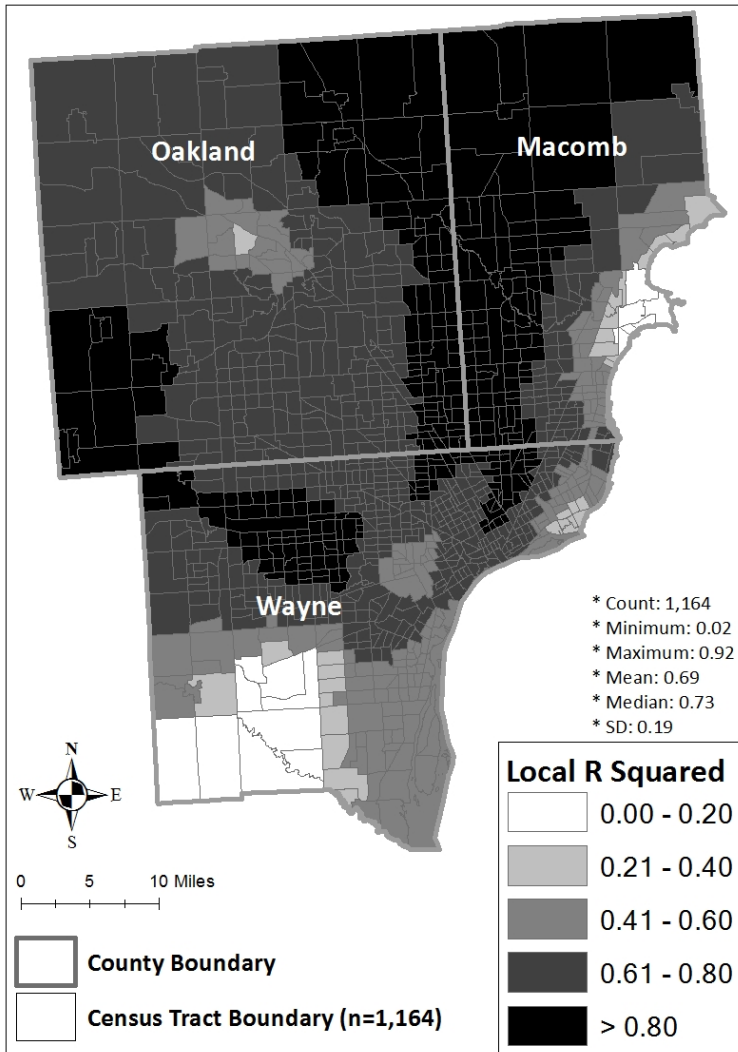 Oakland
Macomb
Wayne
* Count: 1,164
* Minimum: 0.02
* Maximum: 0.92
* Mean: 0.69
* Median: 0.73
* SD: 0.19
N
W E
S
0 5 10 Miles
County Boundary
Census Tract Boundary (n=1,164)
Local R Squared
0.00 - 0.20
0.21 - 0.40
0.41 - 0.60
0.61 - 0.80
> 0.80